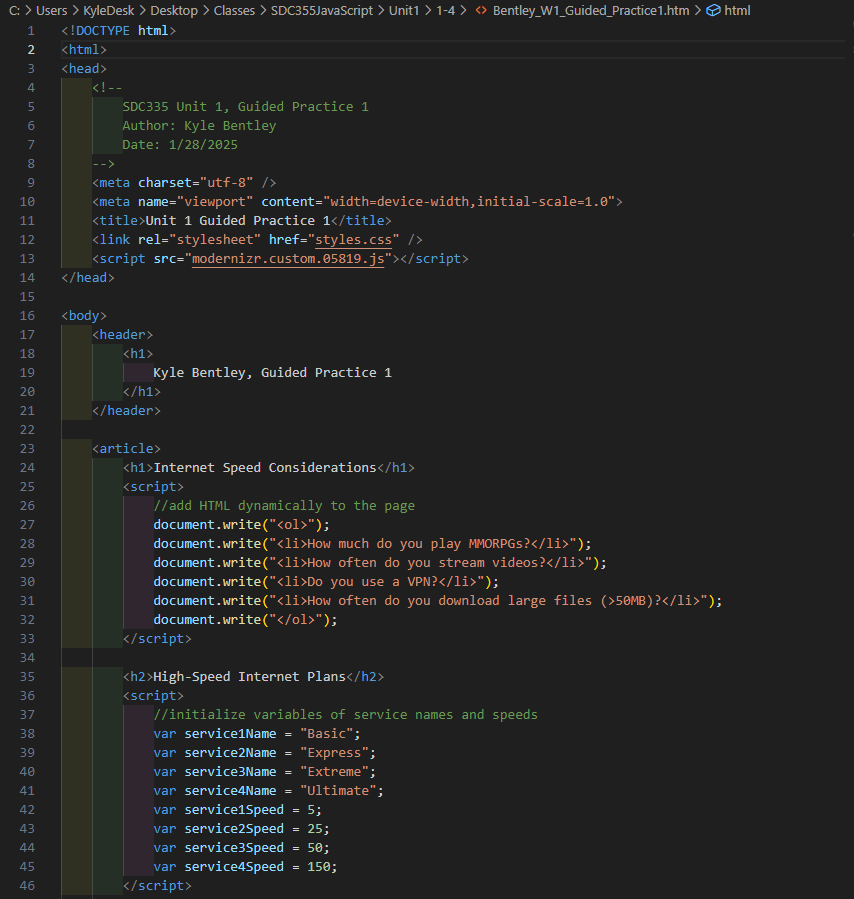 C: > Users > KyleDesk > Desktop > Classes > SDC355JavaScript > Unit1 > 1-4 > <> Bentley_W1_Guided_Practice1.htm > html
1 <!DOCTYPE html>
2 <html>
3 <head>
4     <!--
5         SDC335 Unit 1, Guided Practice 1
6         Author: Kyle Bentley
7         Date: 1/28/2025
8     -->
9     <meta charset="utf-8" />
10     <meta name="viewport" content="width=device-width,initial-scale=1.0">
11     <title>Unit 1 Guided Practice 1</title>
12     <link rel="stylesheet" href="styles.css" />
13     <script src="modernizr.custom.05819.js"></script>
14 </head>
15
16 <body>
17     <header>
18         <h1>
19             Kyle Bentley, Guided Practice 1
20         </h1>
21     </header>
22
23     <article>
24         <h1>Internet Speed Considerations</h1>
25         <script>
26             //add HTML dynamically to the page
27             document.write("<ol>");
28             document.write("<li>How much do you play MMORPGs?</li>");
29             document.write("<li>How often do you stream videos?</li>");
30             document.write("<li>Do you use a VPN?</li>");
31             document.write("<li>How often do you download large files (>50MB)?</li>");
32             document.write("</ol>");
33         </script>
34
35         <h2>High-Speed Internet Plans</h2>
36         <script>
37             //initialize variables of service names and speeds
38             var service1Name = "Basic";
39             var service2Name = "Express";
40             var service3Name = "Extreme";
41             var service4Name = "Ultimate";
42             var service1Speed = 5;
43             var service2Speed = 25;
44             var service3Speed = 50;
45             var service4Speed = 150;
46         </script>